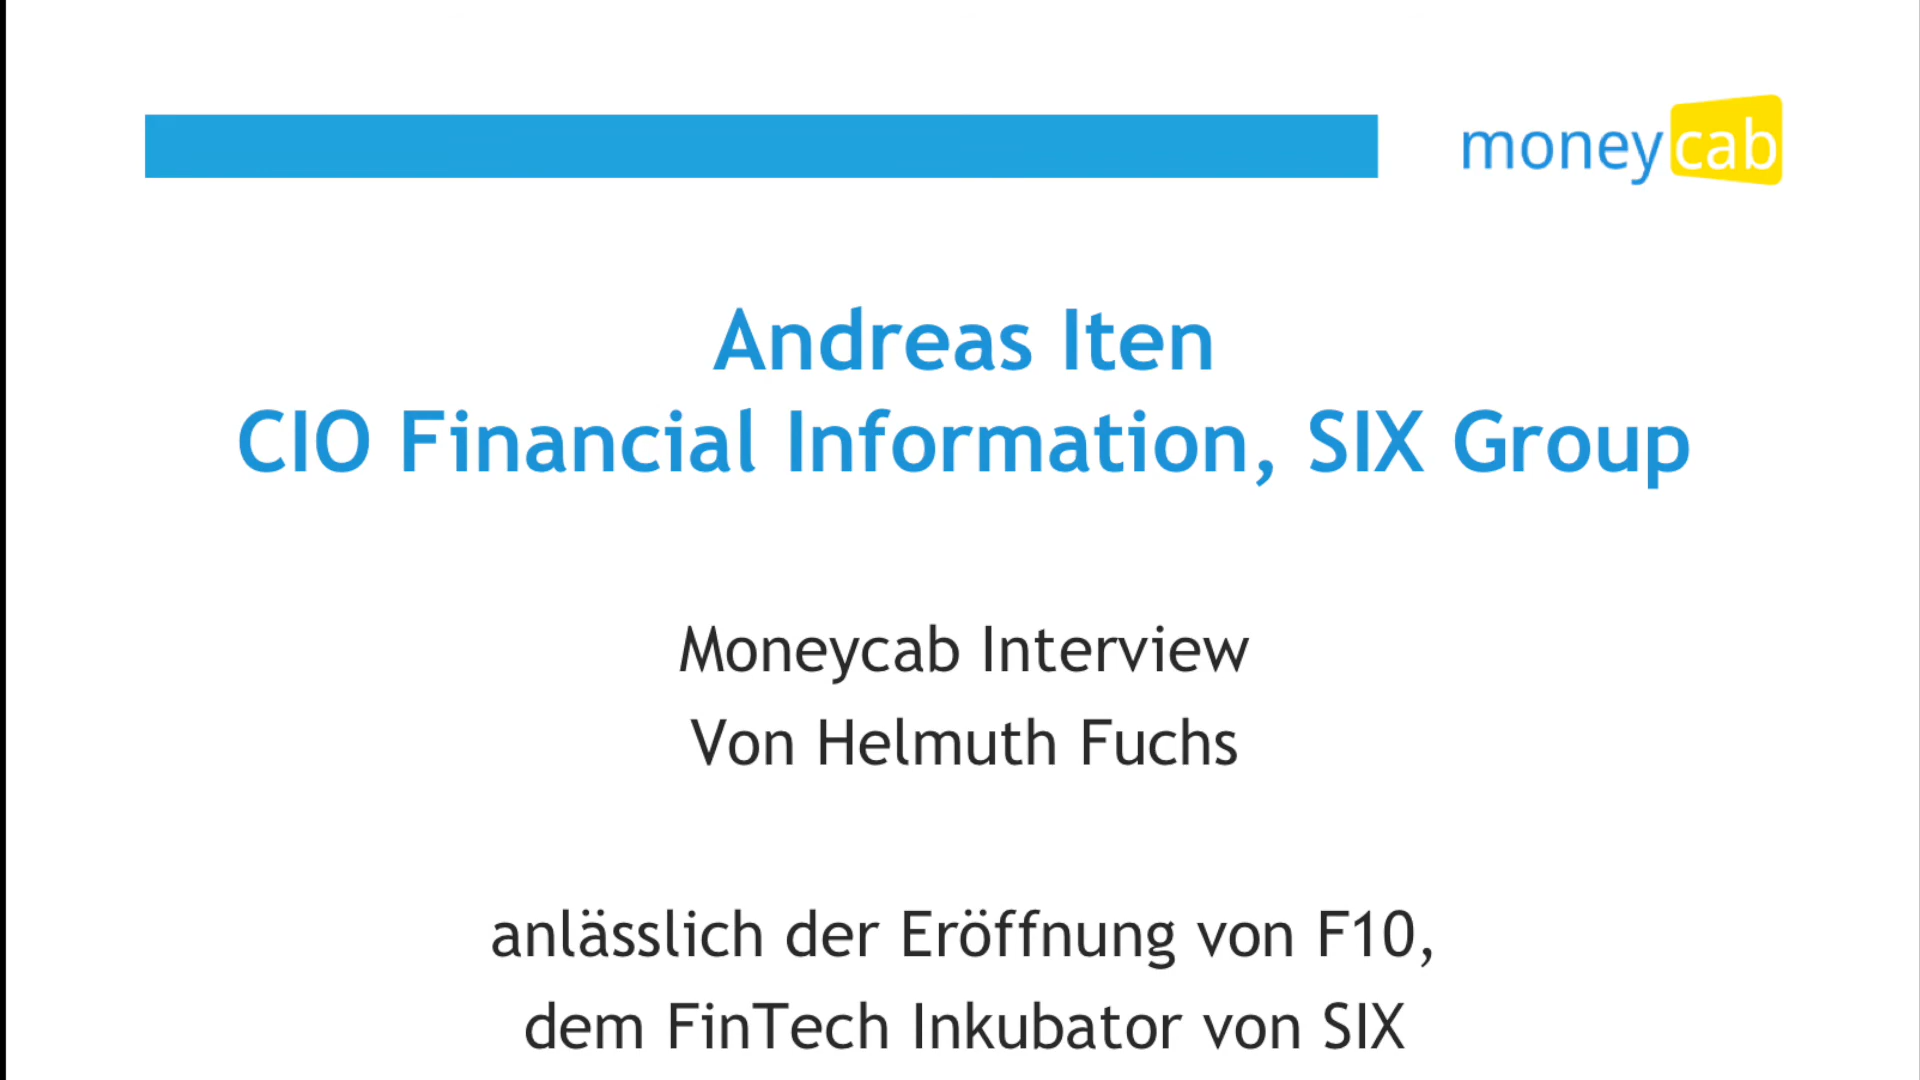 moneycab
Andreas Iten
CIO Financial Information, SIX Group
Moneycab Interview
Von Helmuth Fuchs
anlässlich der Eröffnung von F10,
dem FinTech Inkubator von SIX